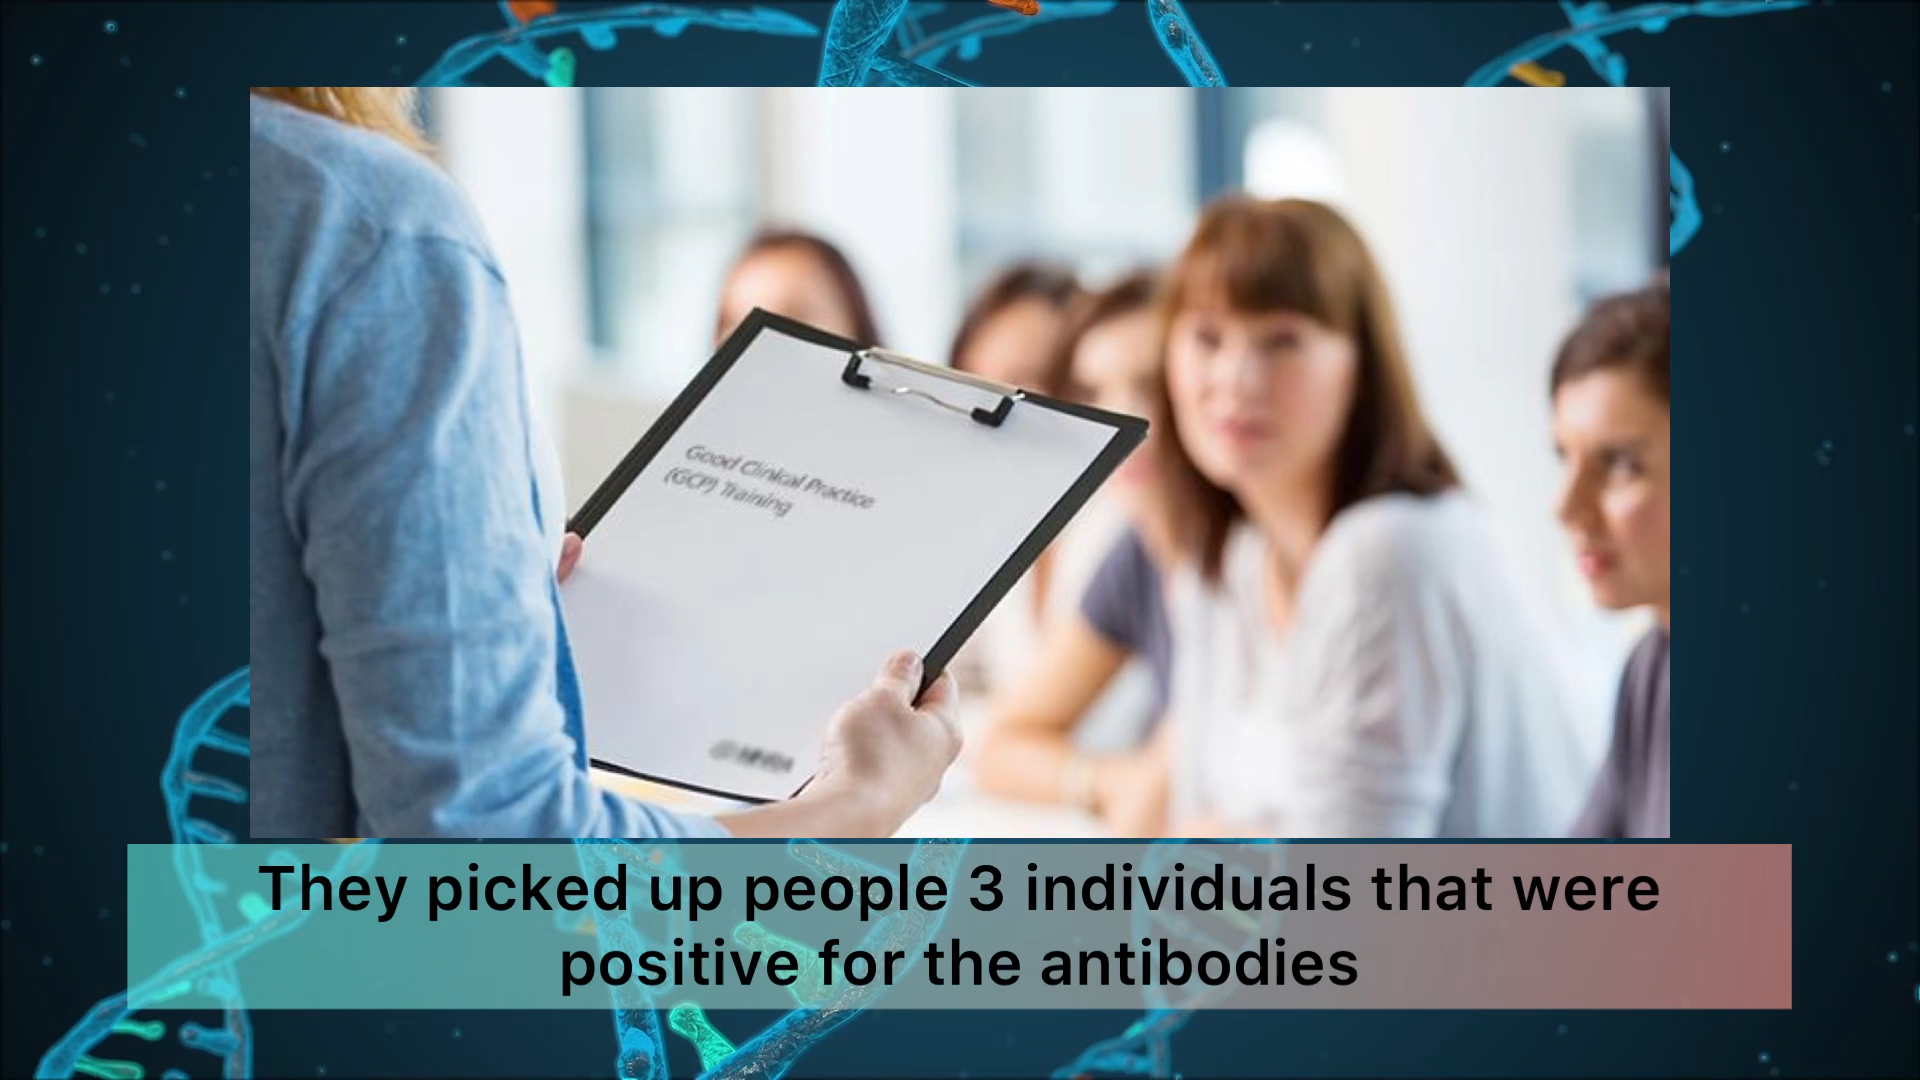 Good Clinical Practice
(GCP) Training
They picked up people 3 individuals that were
positive for the antibodies